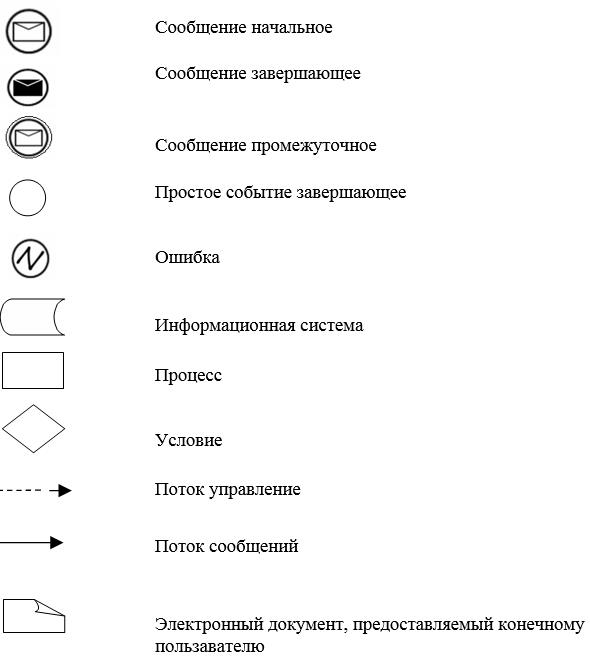 Сообщение начальное
Сообщение завершающее
Сообщение промежуточное
Простое событие завершающее
Ошибка
Информационная система
Процесс
Условие
Поток управление
Поток сообщений
Электронный документ, предоставляемый конечному
пользавателю